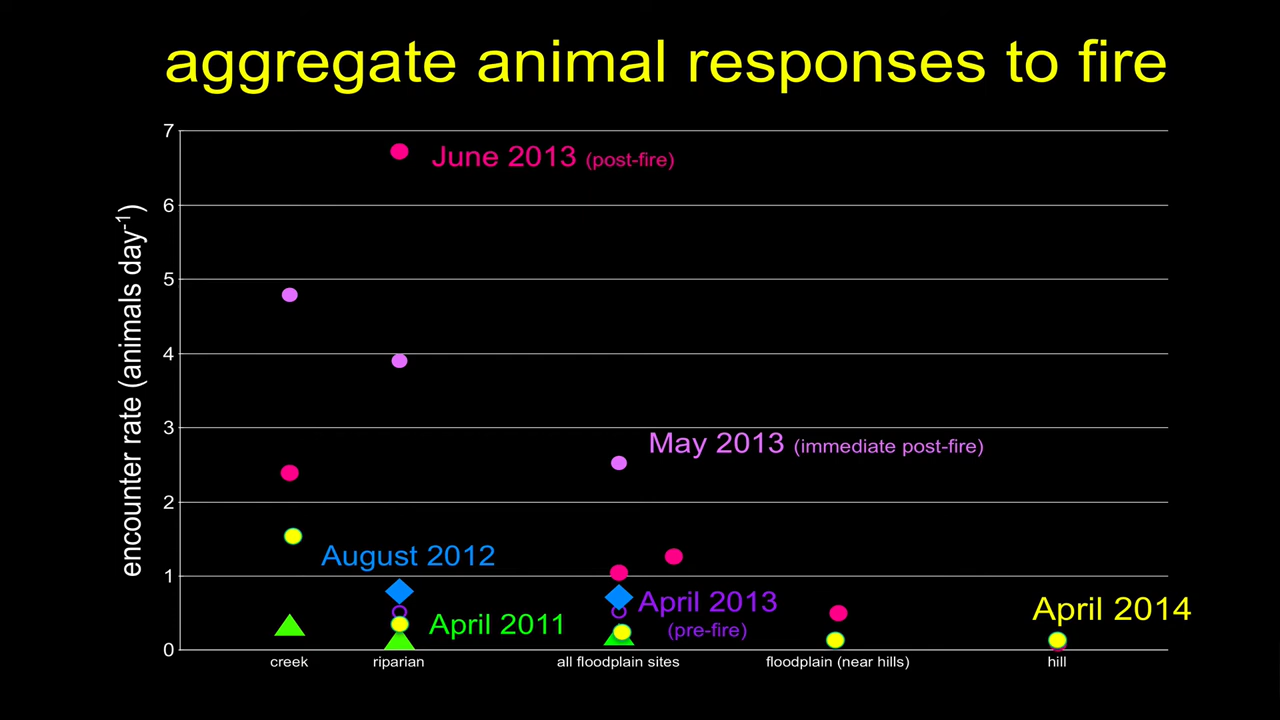 aggregate animal responses to fire
7
June 2013 (post-fire)
6
5
4
3
May 2013 (immediate post-fire)
2
August 2012
1
April 2013
(pre-fire)
April 2014
April 2011
0
encounter rate (animals day-1)
creek
riparian
all floodplain sites
floodplain (near hills)
hill